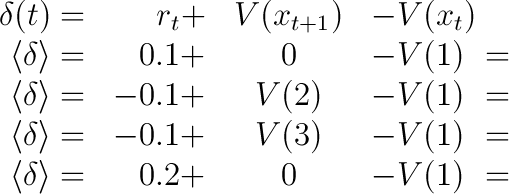 δ(t) = r_t + V(x_{t+1}) − V(x_t)
⟨δ⟩ = 0.1+ 0 − V(1) =
⟨δ⟩ = −0.1+ V(2) − V(1) =
⟨δ⟩ = −0.1+ V(3) − V(1) =
⟨δ⟩ = 0.2+ 0 − V(1) =